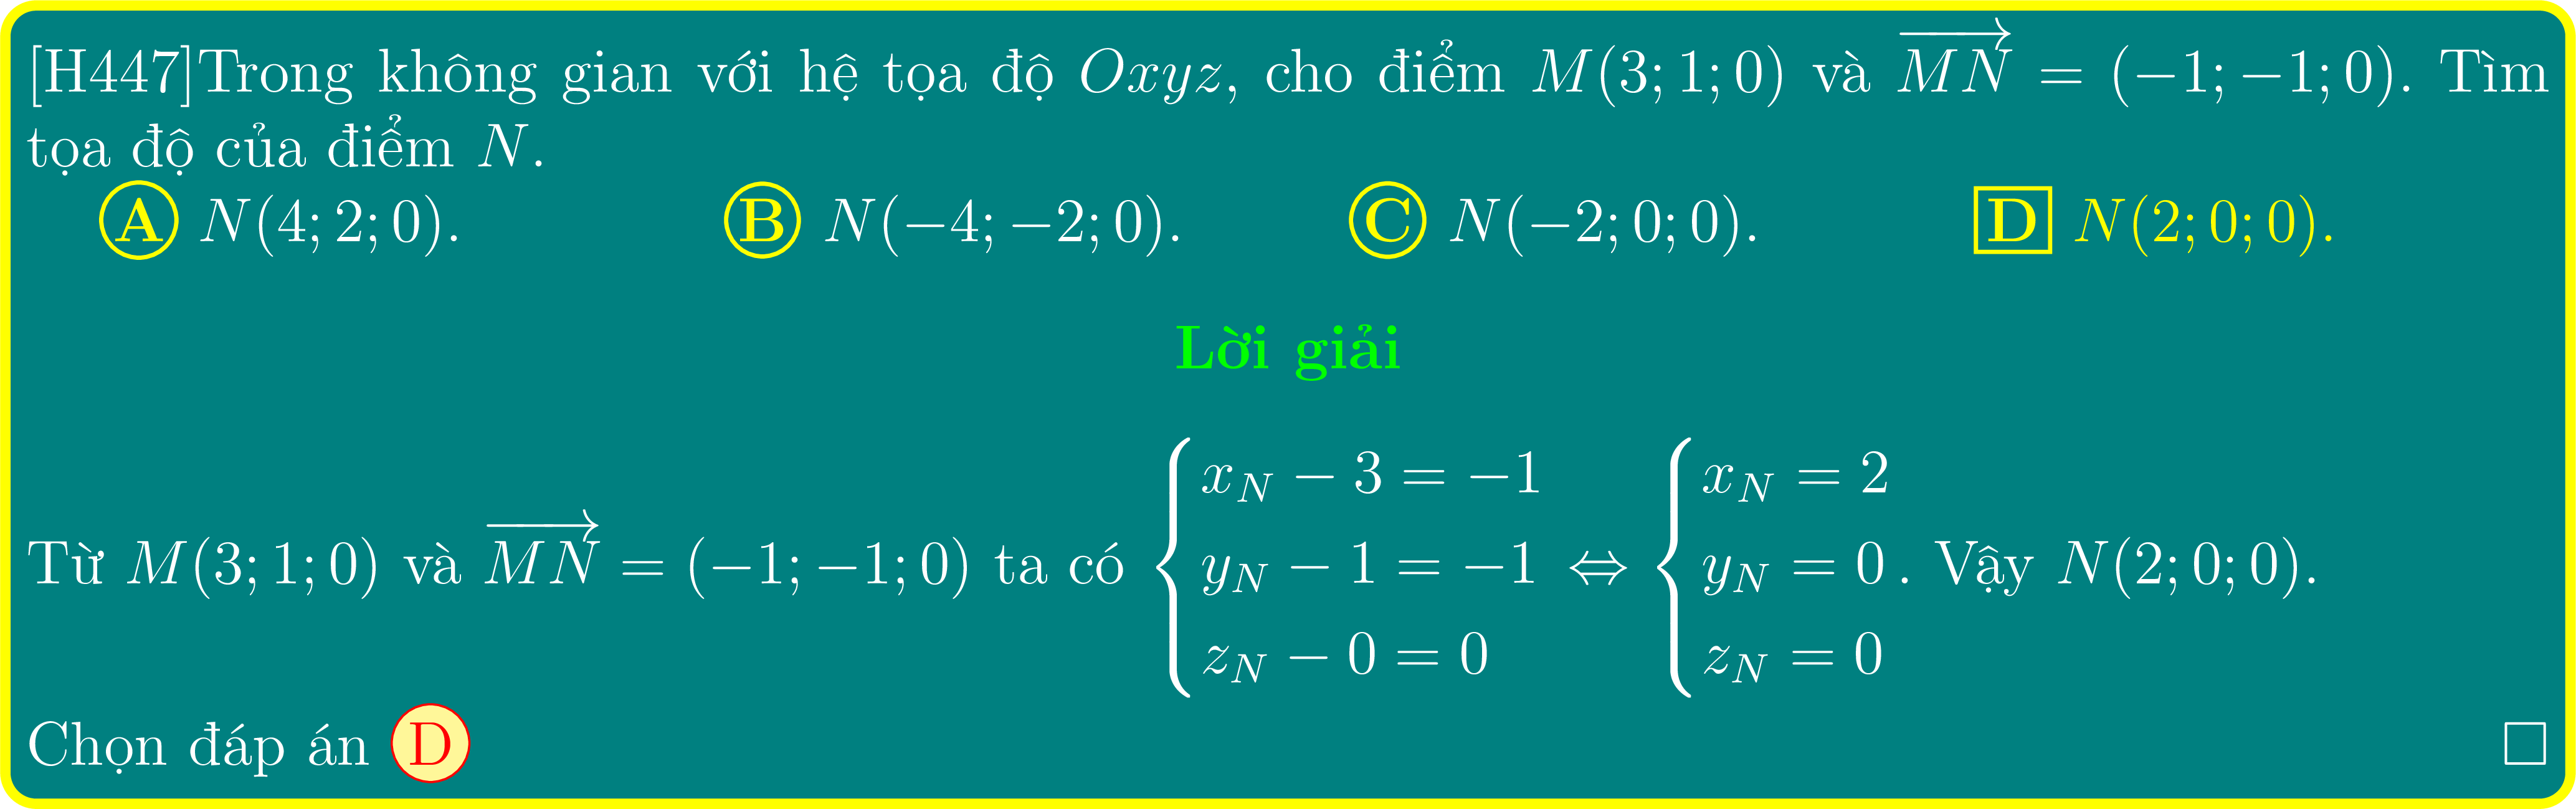 [H447]Trong không gian với hệ tọa độ $Oxyz$, cho điểm $M(3;1;0)$ và $\overrightarrow{MN} = (-1;-1;0)$. Tìm
tọa độ của điểm $N$.
Ⓐ $N(4;2;0)$. Ⓑ $N(-4;-2;0)$. Ⓒ $N(-2;0;0)$. D $N(2;0;0)$.
Lời giải
Từ $M(3;1;0)$ và $\overrightarrow{MN} = (-1;-1;0)$ ta có $\begin{cases} x_N - 3 = -1 \\ y_N - 1 = -1 \\ z_N - 0 = 0 \end{cases} \Leftrightarrow \begin{cases} x_N = 2 \\ y_N = 0 \\ z_N = 0 \end{cases}$. Vậy $N(2;0;0)$.
Chọn đáp án Ⓓ □